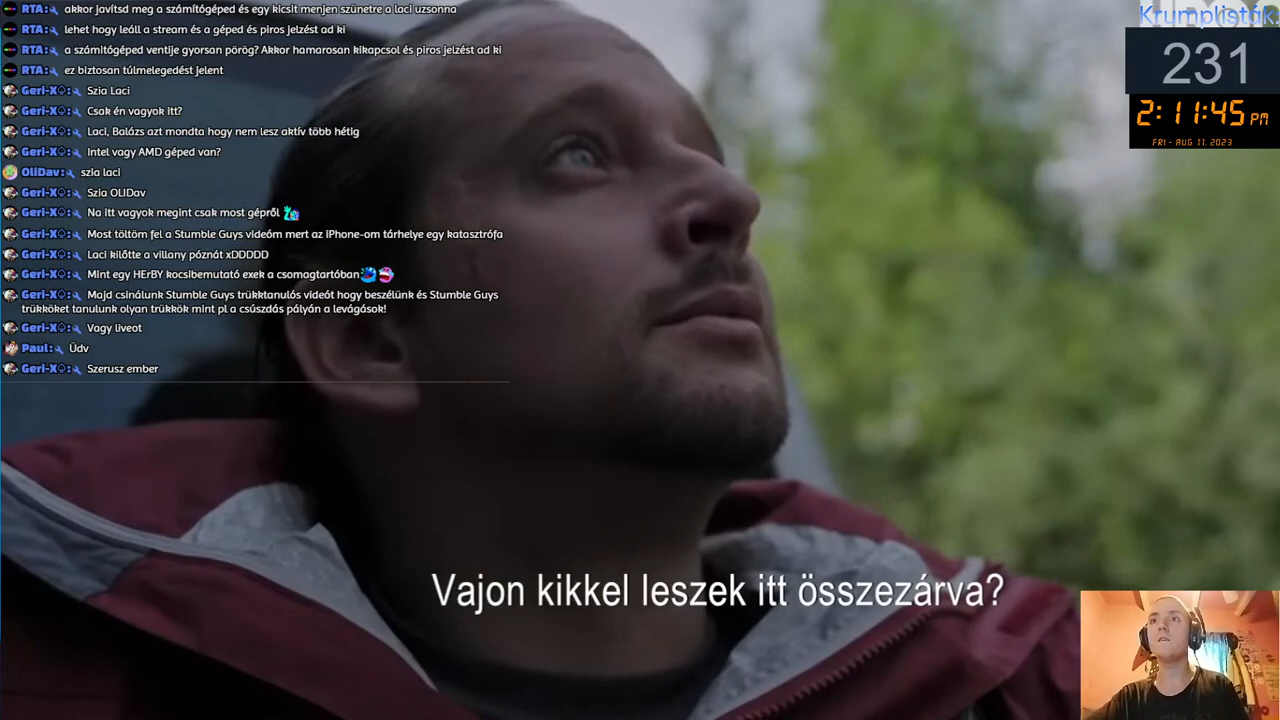 RTA: akkor javítsd meg a számítógéped és egy kicsit menjen szünetre a laci uzsonna
RTA: lehet hogy leáll a stream és a géped és piros jelzést ad ki
RTA: a számítógéped ventije gyorsan pörög? Akkor hamarosan kikapcsol és piros jelzést ad ki
RTA: ez biztosan túlmelegedést jelent
Geri-X♤: Szia Laci
Geri-X♤: Csak én vagyok itt?
Geri-X♤: Laci, Balázs azt mondta hogy nem lesz aktív több hétig
Geri-X♤: Intel vagy AMD géped van?
OliDav: szia laci
Geri-X♤: Szia OLIDav
Geri-X♤: Na itt vagyok megint csak most gépről
Geri-X♤: Most töltöm fel a Stumble Guys videóm mert az iPhone-om tárhelye egy katasztrófa
Geri-X♤: Laci kilőtte a villany póznát xDDDDD
Geri-X♤: Mint egy HErBY kocsibemutató exek a csomagtartóban
Geri-X♤: Majd csinálunk Stumble Guys trükktanulós videót hogy beszélünk és Stumble Guys
trükköket tanulunk olyan trükkök mint pl a csúszdás pályán a levágások!
Geri-X♤: Vagy liveot
Paul: Üdv
Geri-X♤: Szerusz ember
Krumplisták:
231
2:11:45 PM
FRI - AUG 11, 2023
Vajon kikkel leszek itt összezárva?